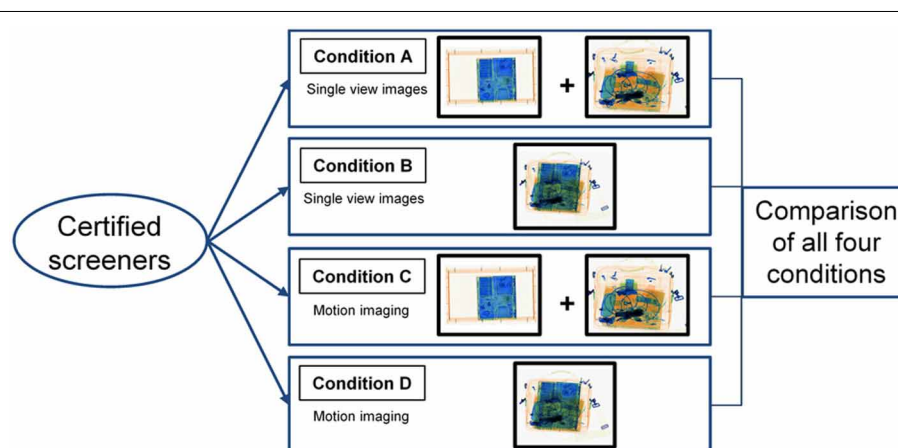 Certified
screeners
Condition A
Single view images
+
Condition B
Single view images
Condition C
Motion imaging
+
Condition D
Motion imaging
Comparison
of all four
conditions